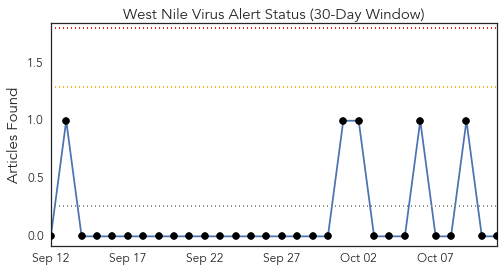 West Nile Virus Alert Status (30-Day Window)
Articles Found
1.5
1.0
0.5
0.0
Sep 12 Sep 17 Sep 22 Sep 27 Oct 02 Oct 07